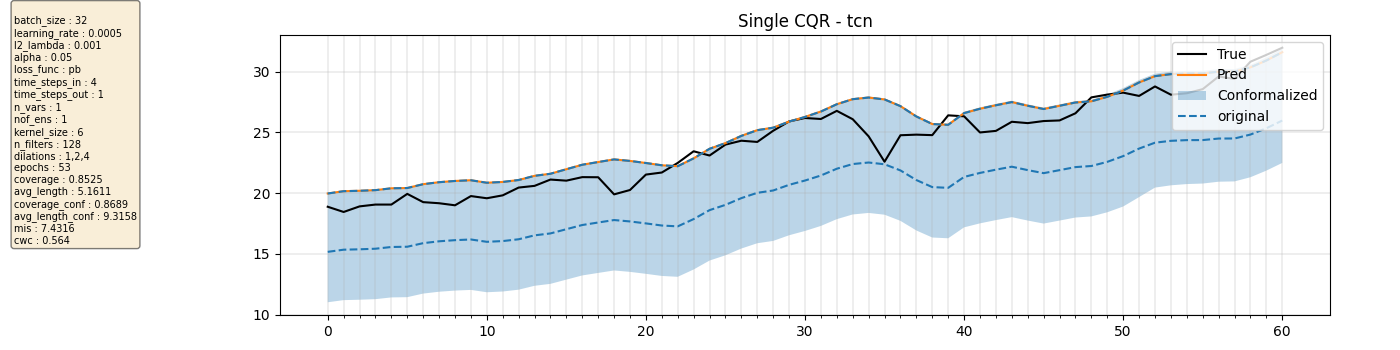 batch_size : 32
learning_rate : 0.0005
l2_lambda : 0.001
alpha : 0.05
loss_func : pb
time_steps_in : 4
time_steps_out : 1
n_vars : 1
nof_ens : 1
kernel_size : 6
n_filters : 128
dilations : 1,2,4
epochs : 53
coverage : 0.8525
avg_length : 5.1611
coverage_conf : 0.8689
avg_length_conf : 9.3158
mis : 7.4316
cwc : 0.564
Single CQR - tcn
True
Pred
Conformalized
original
30
25
20
15
10
0 10 20 30 40 50 60